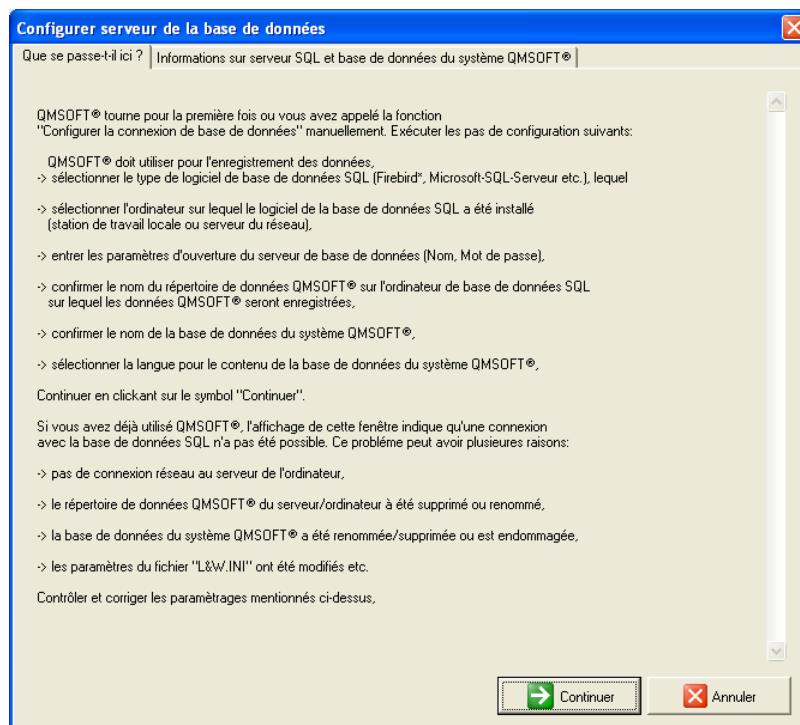 Configurer serveur de la base de données
Que se passe-t-il ici ?
Informations sur serveur SQL et base de données du système QMSOFT®
QMSOFT® tourne pour la première fois ou vous avez appelé la fonction
"Configurer la connexion de base de données" manuellement. Exécuter les pas de configuration suivants:
QMSOFT® doit utiliser pour l'enregistrement des données,
-> sélectionner le type de logiciel de base de données SQL (Firebird*, Microsoft-SQL-Serveur etc.), lequel
-> sélectionner l'ordinateur sur lequel le logiciel de la base de données SQL a été installé
(station de travail locale ou serveur du réseau),
-> entrer les paramètres d'ouverture du serveur de base de données (Nom, Mot de passe),
-> confirmer le nom du répertoire de données QMSOFT® sur l'ordinateur de base de données SQL
sur lequel les données QMSOFT® seront enregistrées,
-> confirmer le nom de la base de données du système QMSOFT®,
-> sélectionner la langue pour le contenu de la base de données du système QMSOFT®,
Continuer en clickant sur le symbol "Continuer".
Si vous avez déjà utilisé QMSOFT®, l'affichage de cette fenêtre indique qu'une connexion
avec la base de données SQL n'a pas été possible. Ce probléme peut avoir plusieures raisons:
-> pas de connexion réseau au serveur de l'ordinateur,
-> le répertoire de données QMSOFT® du serveur/ordinateur à été supprimé ou renommé,
-> la base de données du système QMSOFT® a été renommée/supprimée ou est endommagée,
-> les paramètres du fichier "L&W.INI" ont été modifiés etc.
Contrôler et corriger les paramètrages mentionnés ci-dessus,
Continuer
Annuler